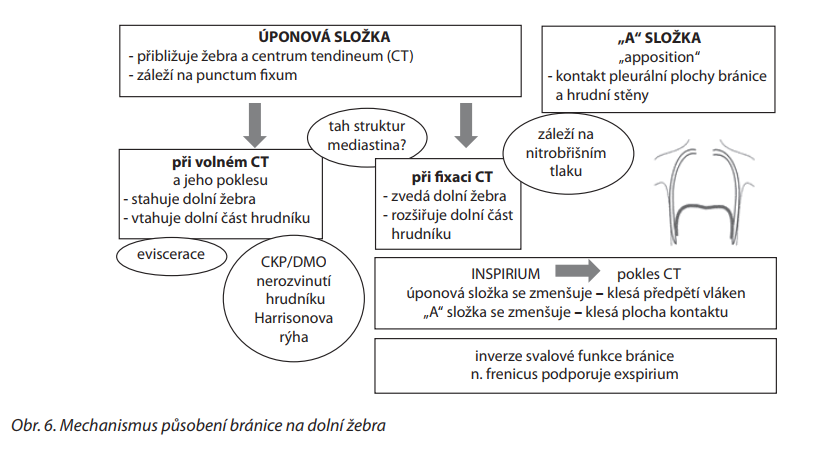 ÚPONOVÁ SLOŽKA
- přibližuje žebra a centrum tendineum (CT)
- záleží na punctum fixum
„A“ SLOŽKA
„apposition“
- kontakt pleurální plochy bránice
a hrudní stěny
tah struktur
mediastina?
záleží na
nitrobřišním
tlaku
při volném CT
a jeho poklesu
- stahuje dolní žebra
- vtahuje dolní část hrudníku
při fixaci CT
- zvedá dolní žebra
- rozšiřuje dolní část
hrudníku
eviscerace
CKP/DMO
nerozvinutí
hrudníku
Harrisonova
rýha
INSPIRIUM pokles CT
úponová složka se zmenšuje – klesá předpětí vláken
„A“ složka se zmenšuje – klesá plocha kontaktu
inverze svalové funkce bránice
n. frenicus podporuje exspirium
Obr. 6. Mechanismus působení bránice na dolní žebra